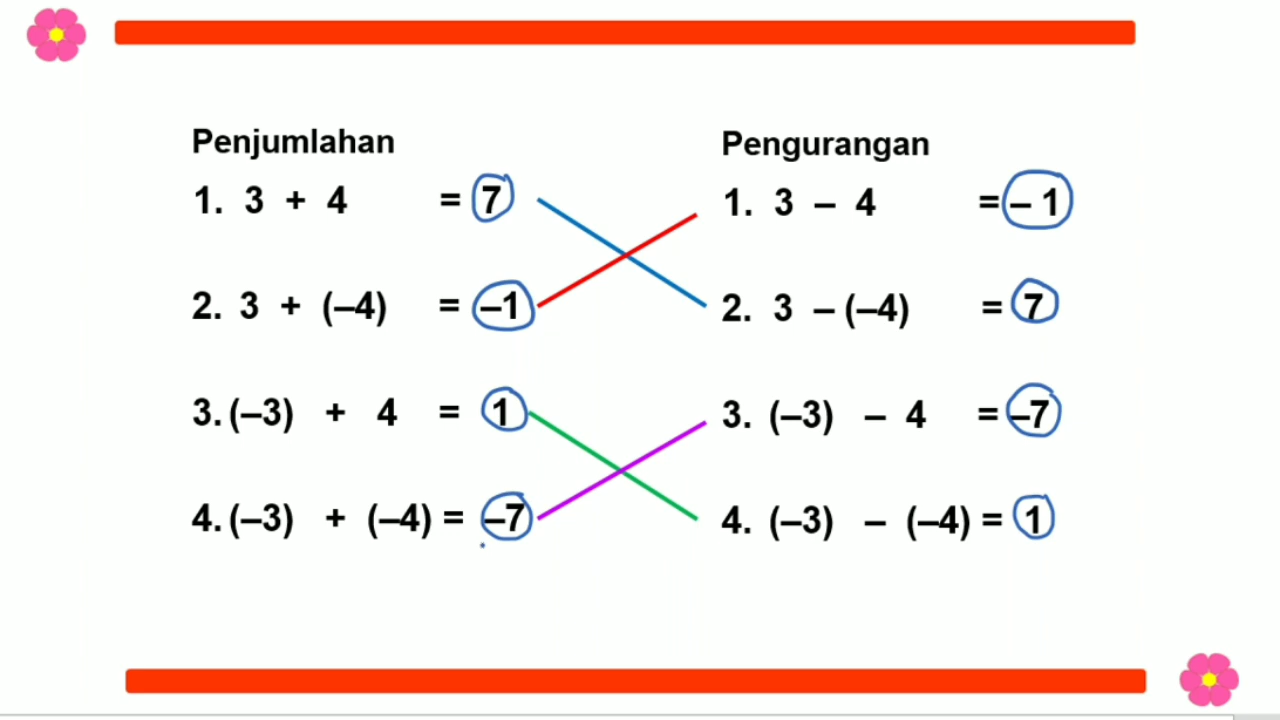 Penjumlahan
1. 3 + 4 = 7
2. 3 + (–4) = –1
3. (–3) + 4 = 1
4. (–3) + (–4) = –7
Pengurangan
1. 3 – 4 = – 1
2. 3 – (–4) = 7
3. (–3) – 4 = –7
4. (–3) – (–4) = 1